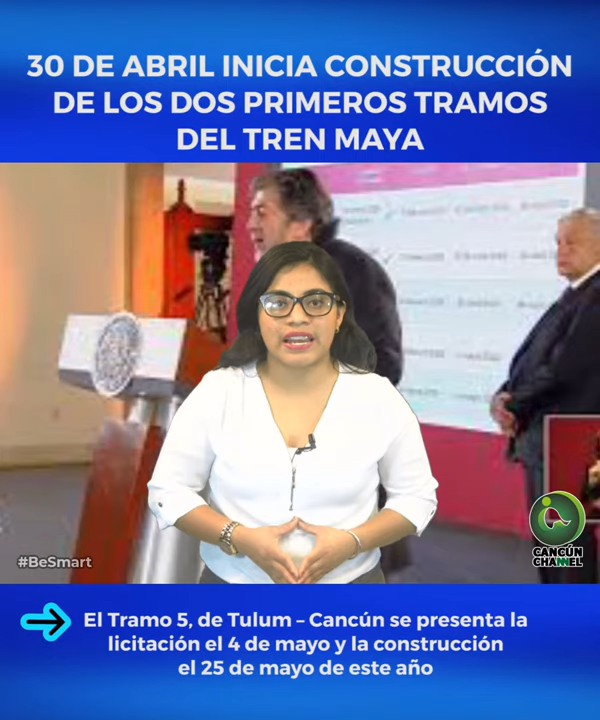 30 DE ABRIL INICIA CONSTRUCCIÓN
DE LOS DOS PRIMEROS TRAMOS
DEL TREN MAYA
#BeSmart
CANCÚN
CHANNEL
El Tramo 5, de Tulum – Cancún se presenta la
licitación el 4 de mayo y la construcción
el 25 de mayo de este año